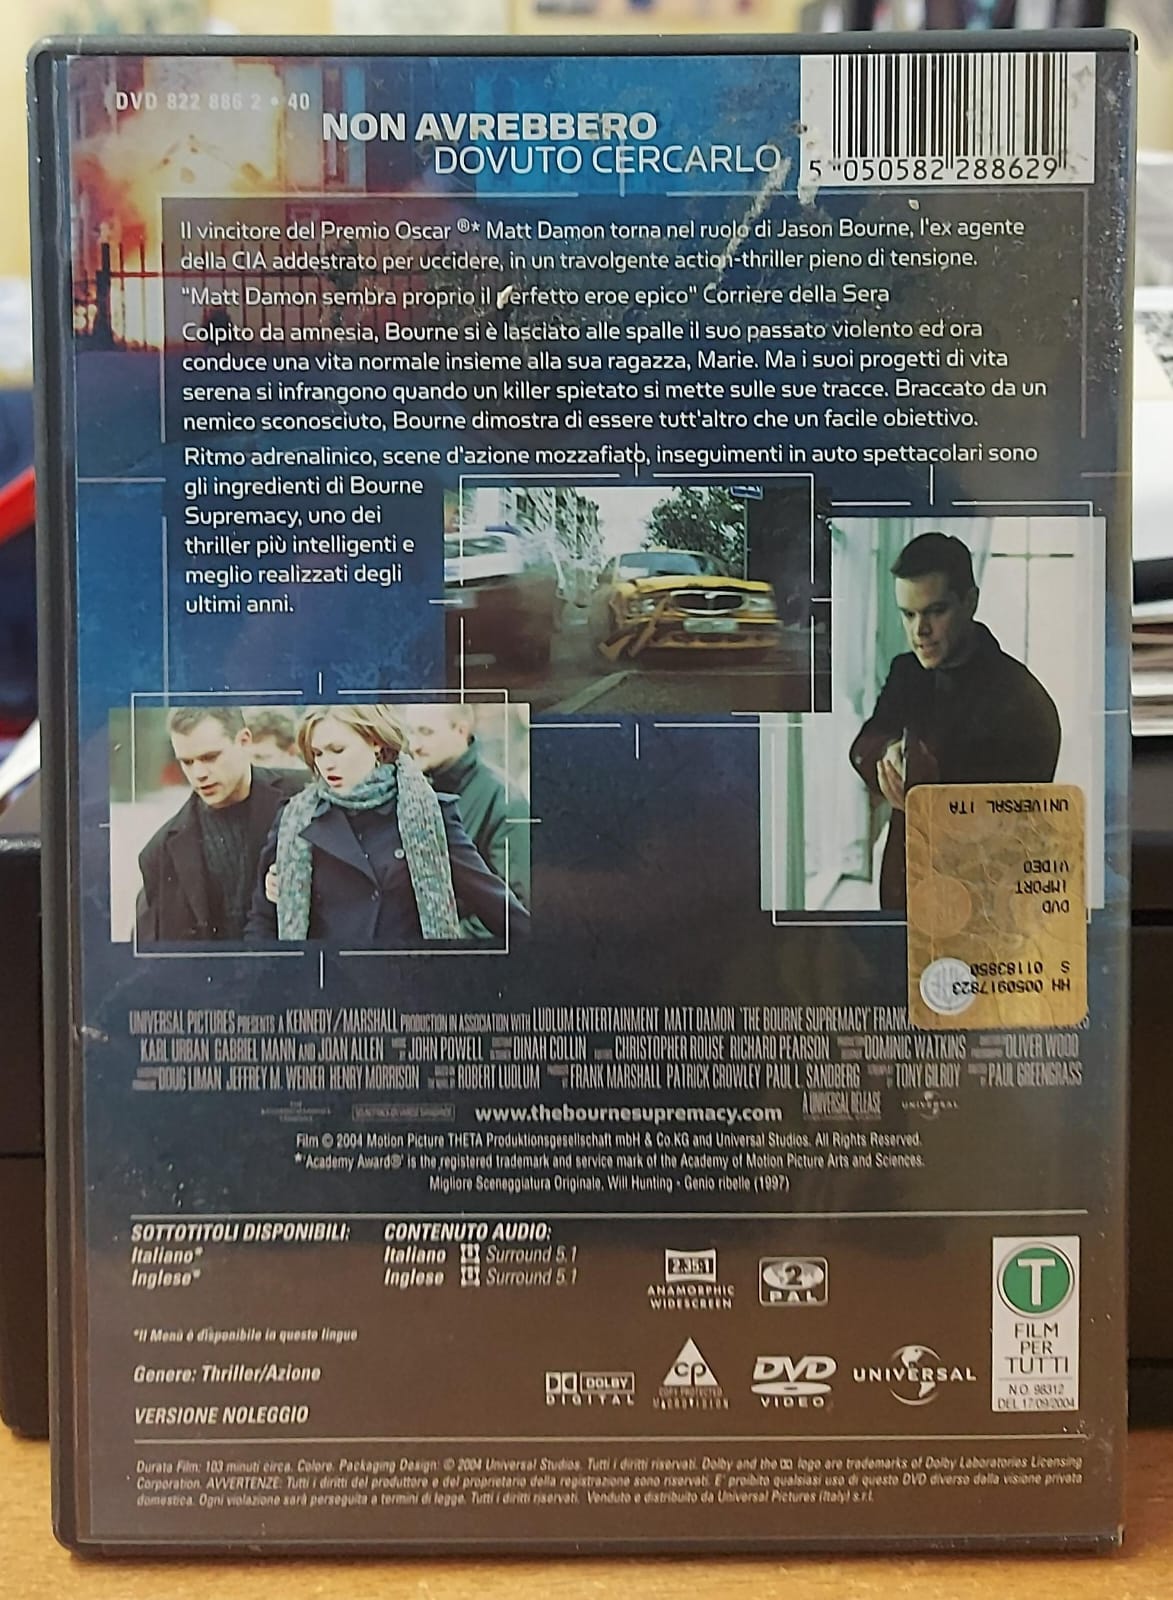 DVD 822 886 2 • 40
NON AVREBBERO
DOVUTO CERCARLO
5 050582 288629
Il vincitore del Premio Oscar ®* Matt Damon torna nel ruolo di Jason Bourne, l'ex agente
della CIA addestrato per uccidere, in un travolgente action-thriller pieno di tensione.
"Matt Damon sembra proprio il perfetto eroe epico" Corriere della Sera
Colpito da amnesia, Bourne si è lasciato alle spalle il suo passato violento ed ora
conduce una vita normale insieme alla sua ragazza, Marie. Ma i suoi progetti di vita
serena si infrangono quando un killer spietato si mette sulle sue tracce. Braccato da un
nemico sconosciuto, Bourne dimostra di essere tutt'altro che un facile obiettivo.
Ritmo adrenalinico, scene d'azione mozzafiato, inseguimenti in auto spettacolari sono
gli ingredienti di Bourne
Supremacy, uno dei
thriller più intelligenti e
meglio realizzati degli
ultimi anni.
UNIVERSAL ITA
VIDEO
IMPORT
DVD
S 01183850
HH 0050917823
UNIVERSAL PICTURES PRESENTS A KENNEDY/MARSHALL PRODUCTION IN ASSOCIATION WITH LUDLUM ENTERTAINMENT MATT DAMON 'THE BOURNE SUPREMACY'
KARL URBAN GABRIEL MANN AND JOAN ALLEN JOHN POWELL DINAH COLLIN CHRISTOPHER ROUSE RICHARD PEARSON DOMINIC WATKINS OLIVER WOOD
DOUG LIMAN JEFFREY M. WEINER HENRY MORRISON ROBERT LUDLUM FRANK MARSHALL PATRICK CROWLEY PAUL L. SANDBERG TONY GILROY PAUL GREENGRASS
www.thebournesupremacy.com A UNIVERSAL RELEASE UNIVERSAL
Film © 2004 Motion Picture THETA Produktionsgesellschaft mbH & Co.KG and Universal Studios. All Rights Reserved.
*'Academy Award®' is the registered trademark and service mark of the Academy of Motion Picture Arts and Sciences.
Migliore Sceneggiatura Originale, Will Hunting - Genio ribelle (1997)
SOTTOTITOLI DISPONIBILI: CONTENUTO AUDIO:
Italiano* Italiano Surround 5.1
Inglese* Inglese Surround 5.1
2.35:1
ANAMORPHIC
WIDESCREEN
2
PAL
T
FILM
PER
TUTTI
N.O. 98312
DEL 17/09/2004
*Il Menù è disponibile in queste lingue
Genere: Thriller/Azione
VERSIONE NOLEGGIO
DOLBY
DIGITAL
CP
COPY PROTECTED
MACROVISION
DVD
VIDEO
UNIVERSAL
Durata Film: 103 minuti circa. Colore. Packaging Design: © 2004 Universal Studios. Tutti i diritti riservati. Dolby and the logo are trademarks of Dolby Laboratories Licensing
Corporation. AVVERTENZE: Tutti i diritti del produttore e del proprietario della registrazione sono riservati. E' proibito qualsiasi uso di questo DVD diverso dalla visione privata
domestica. Ogni violazione sarà perseguita a termini di legge. Tutti i diritti riservati. Venduto e distribuito da Universal Pictures (Italy) s.r.l.